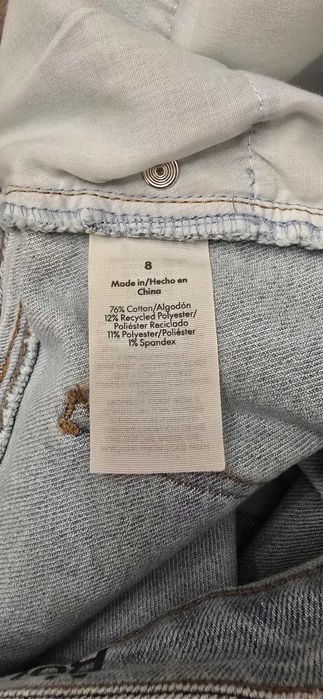 8
Made in/Hecho en
China
76% Cotton/Algodón
12% Recycled Polyester/
Poliéster Reciclado
11% Polyester/Poliéster
1% Spandex